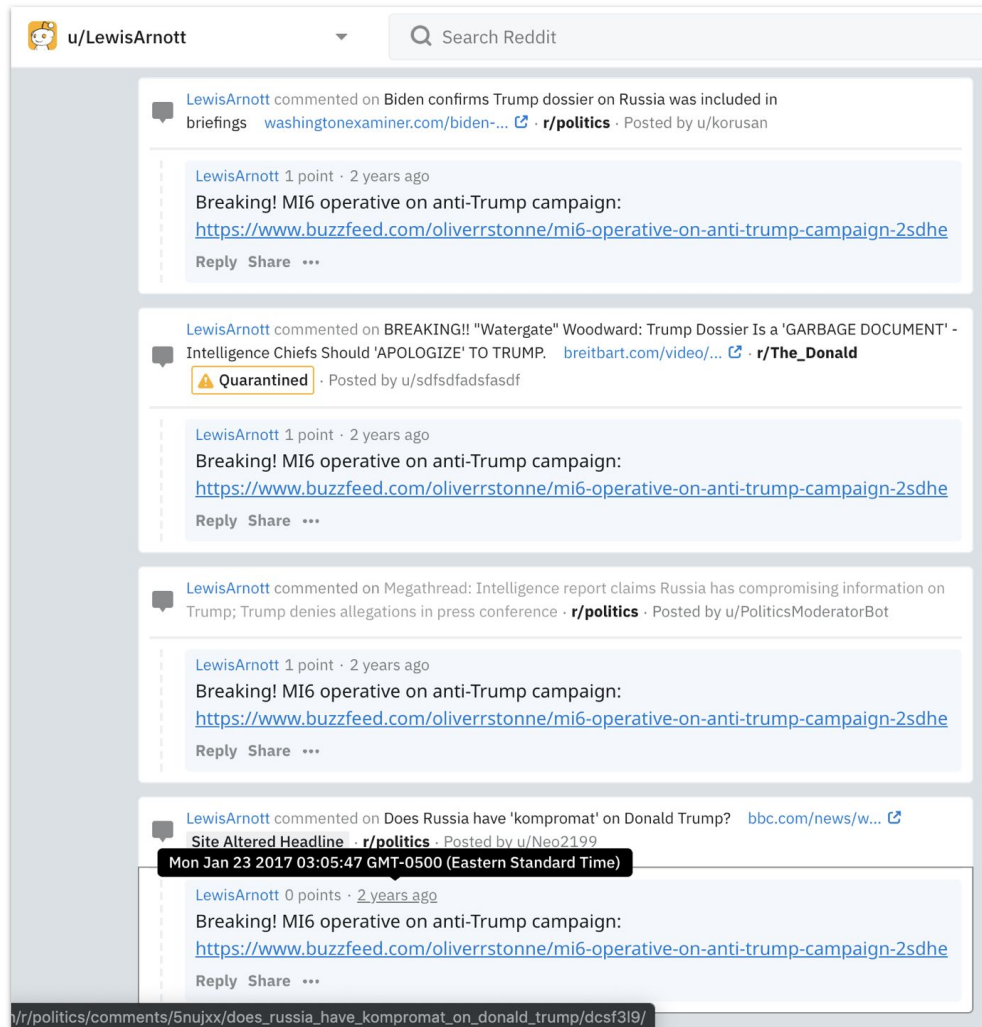 u/LewisArnott
Search Reddit
LewisArnott commented on Biden confirms Trump dossier on Russia was included in
briefings washingtonexaminer.com/biden-... · r/politics · Posted by u/korusan
LewisArnott 1 point · 2 years ago
Breaking! MI6 operative on anti-Trump campaign:
https://www.buzzfeed.com/oliverrstonne/mi6-operative-on-anti-trump-campaign-2sdhe
Reply Share •••
LewisArnott commented on BREAKING!! "Watergate" Woodward: Trump Dossier Is a 'GARBAGE DOCUMENT' -
Intelligence Chiefs Should 'APOLOGIZE' TO TRUMP. breitbart.com/video/... · r/The_Donald
Quarantined · Posted by u/sdfsdfadsfasdf
LewisArnott 1 point · 2 years ago
Breaking! MI6 operative on anti-Trump campaign:
https://www.buzzfeed.com/oliverrstonne/mi6-operative-on-anti-trump-campaign-2sdhe
Reply Share •••
LewisArnott commented on Megathread: Intelligence report claims Russia has compromising information on
Trump; Trump denies allegations in press conference · r/politics · Posted by u/PoliticsModeratorBot
LewisArnott 1 point · 2 years ago
Breaking! MI6 operative on anti-Trump campaign:
https://www.buzzfeed.com/oliverrstonne/mi6-operative-on-anti-trump-campaign-2sdhe
Reply Share •••
LewisArnott commented on Does Russia have 'kompromat' on Donald Trump? bbc.com/news/w...
Site Altered Headline · r/politics · Posted by u/Neo2199
Mon Jan 23 2017 03:05:47 GMT-0500 (Eastern Standard Time)
LewisArnott 0 points · 2 years ago
Breaking! MI6 operative on anti-Trump campaign:
https://www.buzzfeed.com/oliverrstonne/mi6-operative-on-anti-trump-campaign-2sdhe
Reply Share •••
/r/politics/comments/5nujxx/does_russia_have_kompromat_on_donald_trump/dcsf3l9/